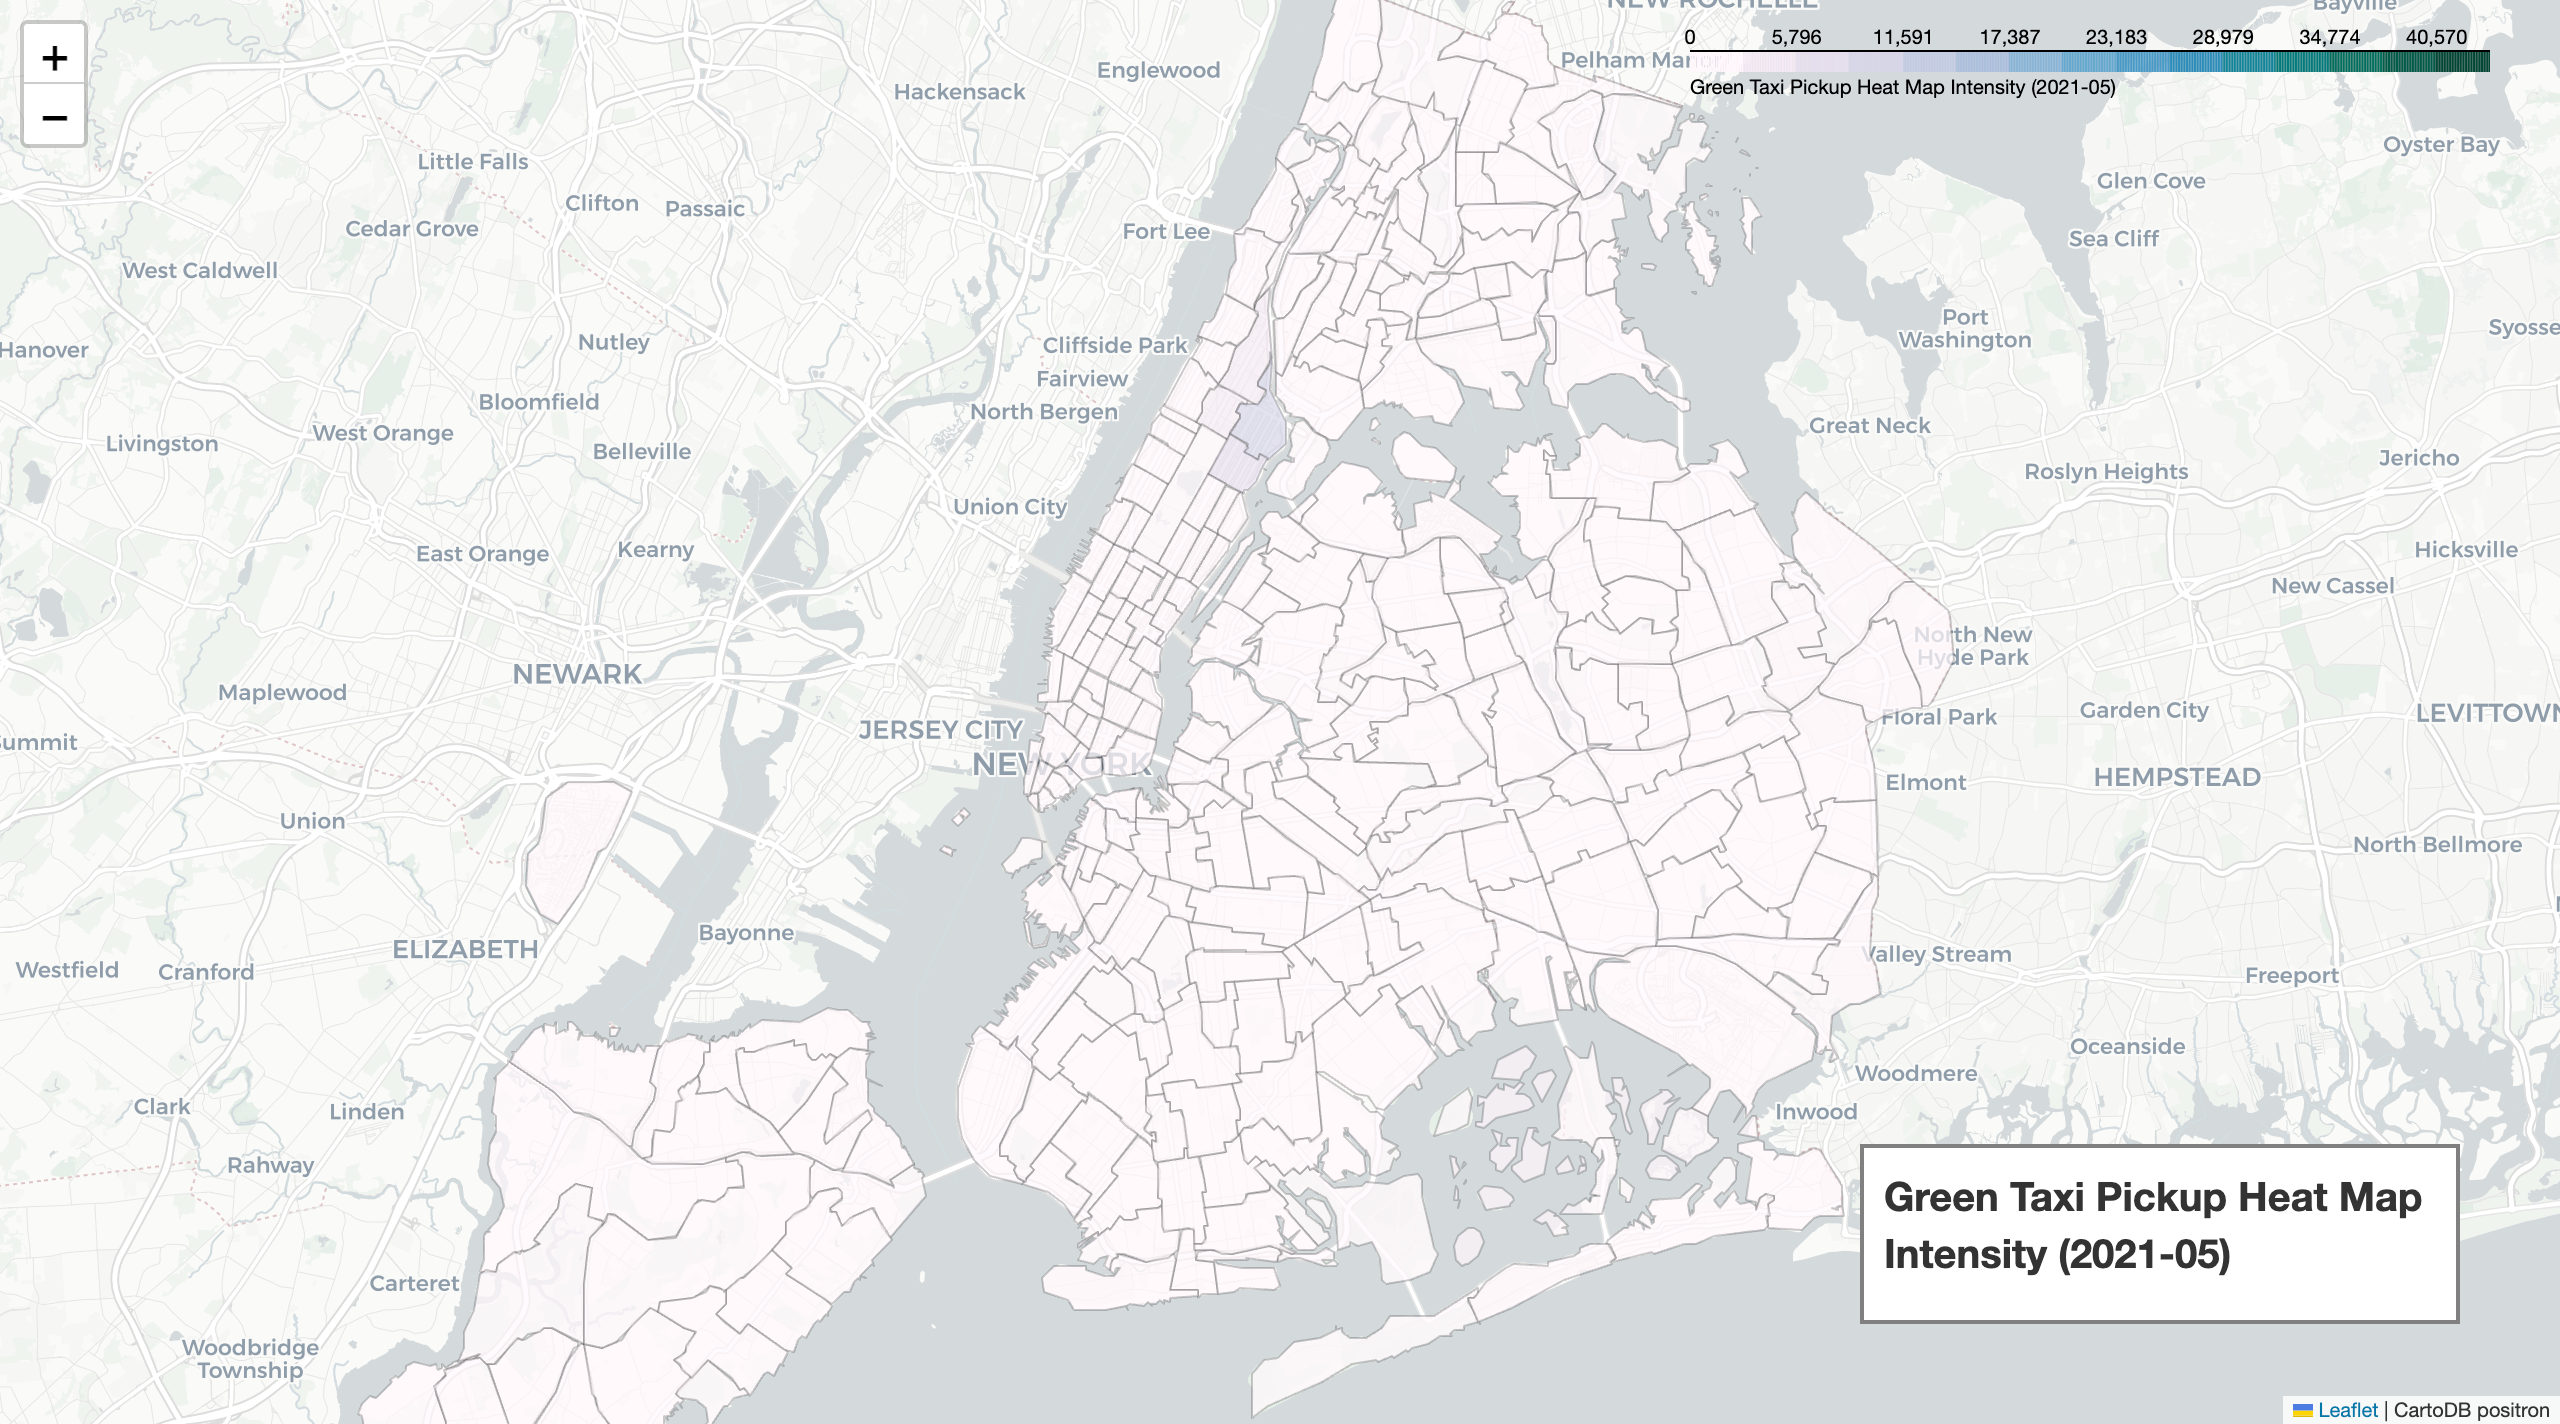 +
−
NEW ROCHELLE
Bayville
0 5,796 11,591 17,387 23,183 28,979 34,774 40,570
Green Taxi Pickup Heat Map Intensity (2021-05)
Pelham Manor
Englewood
Hackensack
Oyster Bay
Little Falls
Glen Cove
Clifton
Passaic
Cedar Grove
Fort Lee
Sea Cliff
West Caldwell
Port
Washington
Syosse
Nutley
Cliffside Park
Hanover
Fairview
Bloomfield
North Bergen
Great Neck
West Orange
Livingston
Belleville
Jericho
Roslyn Heights
Union City
East Orange
Kearny
Hicksville
New Cassel
North New
Hyde Park
NEWARK
Maplewood
Garden City
LEVITTOWN
Floral Park
JERSEY CITY
Summit
NEW YORK
HEMPSTEAD
Elmont
Union
North Bellmore
Bayonne
ELIZABETH
Valley Stream
Westfield
Cranford
Freeport
Oceanside
Woodmere
Clark
Linden
Inwood
Rahway
Green Taxi Pickup Heat Map
Intensity (2021-05)
Carteret
Woodbridge
Township
Leaflet | CartoDB positron